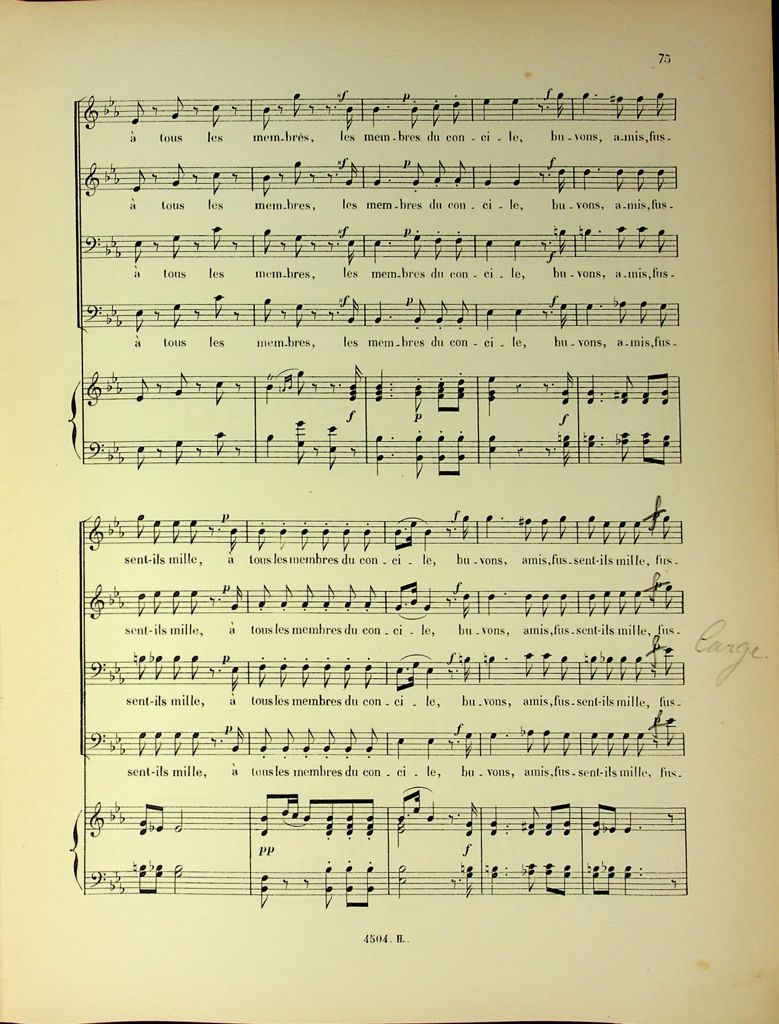 75
à tous les mem-bres, les mem-bres du con-ci-le, bu-vons, a-mis, fus-
à tous les mem-bres, les mem-bres du con-ci-le, bu-vons, a-mis, fus-
à tous les mem-bres, les mem-bres du con-ci-le, bu-vons, a-mis, fus-
à tous les mem-bres, les mem-bres du con-ci-le, bu-vons, a-mis, fus-
sent-ils mille, à tous les membres du con-ci-le, bu-vons, amis, fus-sent-ils mille, fus-
sent-ils mille, à tous les membres du con-ci-le, bu-vons, amis, fus-sent-ils mille, fus-
Large.
sent-ils mille, à tous les membres du con-ci-le, bu-vons, amis, fus-sent-ils mille, fus-
sent-ils mille, à tous les membres du con-ci-le, bu-vons, amis, fus-sent-ils mille, fus-
4504. H.